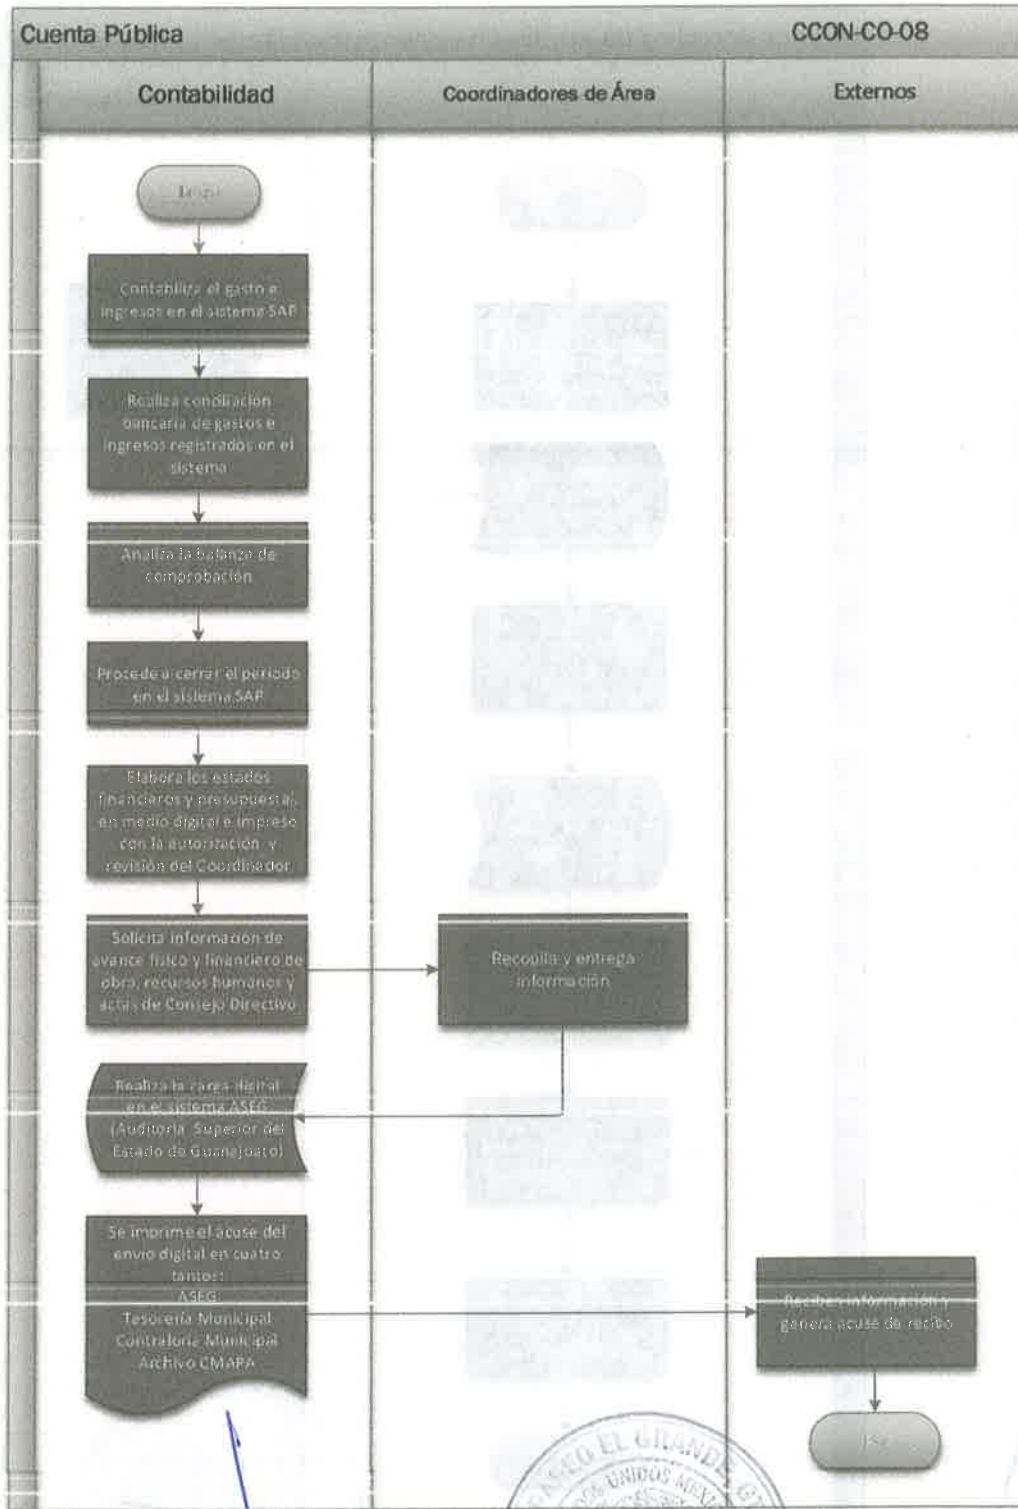 Cuenta Pública
CCON-CO-08
Contabilidad
Coordinadores de Área
Externos
Contabiliza el gasto e
ingresos en el sistema SAP
Realiza conciliación
bancaria de gastos e
ingresos registrados en el
sistema
Analiza la balanza de
comprobación
Procede a cerrar el periodo
en el sistema SAP
Elabora los estados
financieros y presupuestal,
en medio digital e impreso
con la autorización y
revisión del Coordinador
Solicita información de
avance físico y financiero de
obra, recursos humanos y
actas de Consejo Directivo
Recopila y entrega
información
Realiza la carga digital
en el sistema ASEG
(Auditoría Superior del
Estado de Guanajuato)
Se imprime el acuse del
envío digital en cuatro
tantos:
ASEG
Tesorería Municipal
Contraloría Municipal
Archivo CMAPA
Reciben información y
genera acuse de recibo
EL GRANDE, G
UNIDOS MEXI